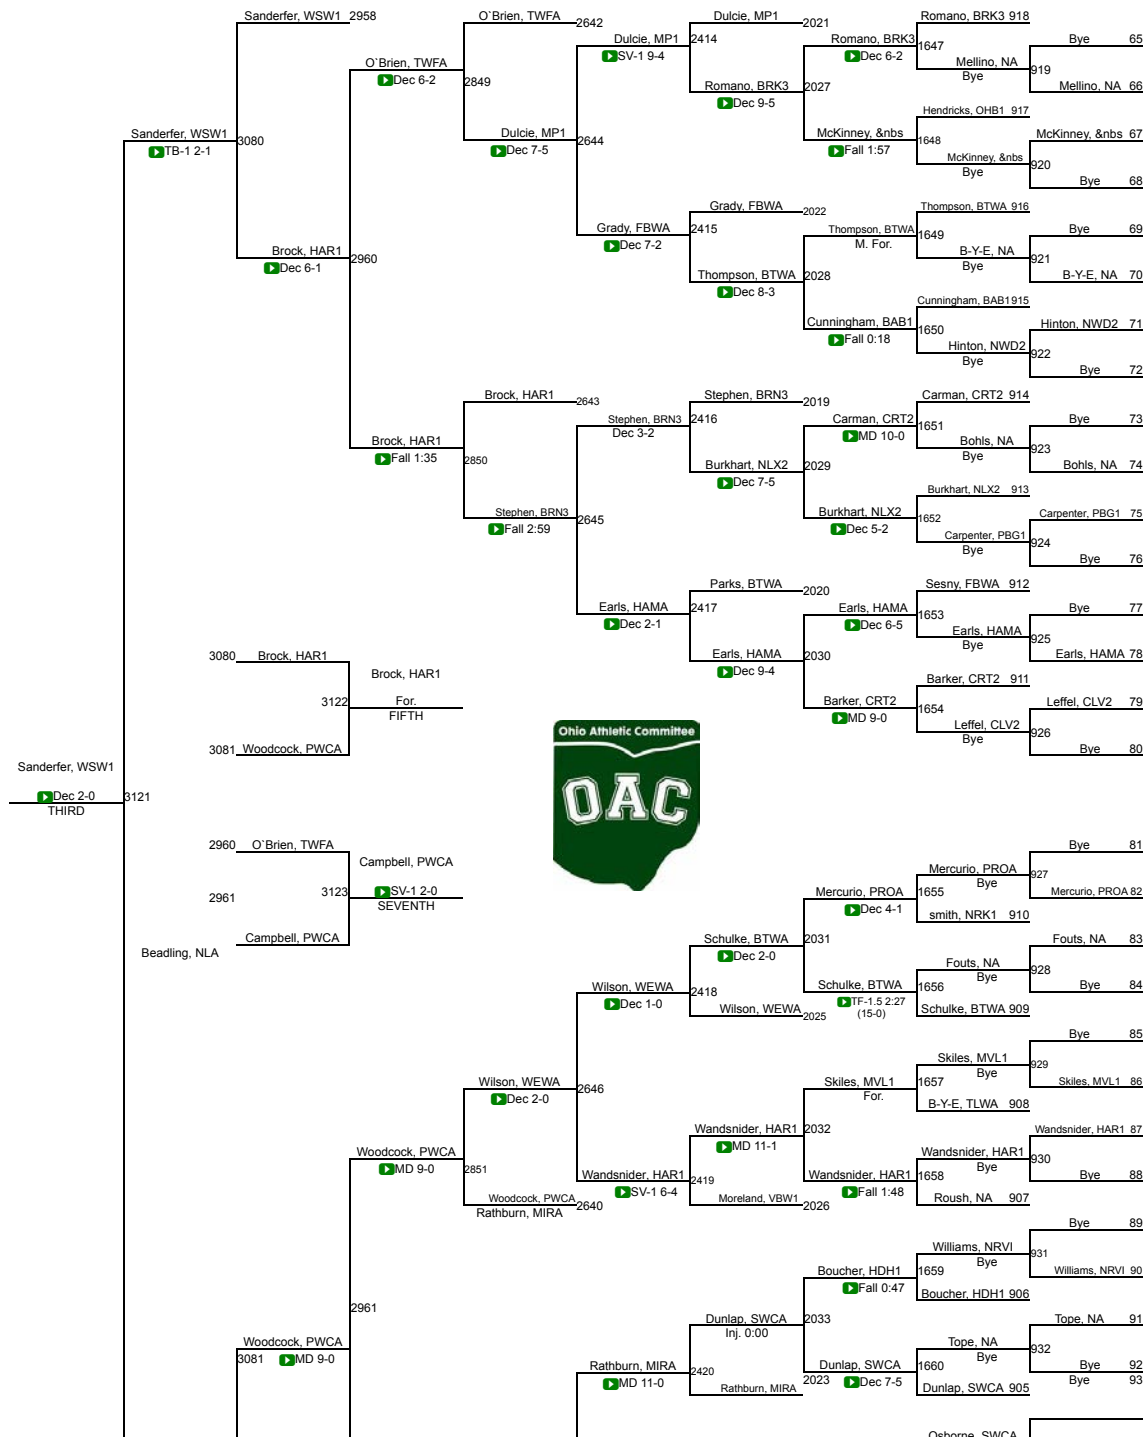 Sanderfer, WSW1 2958
O`Brien, TWFA 2642
Dulcie, MP1 2021
Romano, BRK3 918
Bye 65
Dulcie, MP1 2414
Romano, BRK3 1647
Dec 6-2
SV-1 9-4
Mellino, NA 919
Bye
O`Brien, TWFA
Dec 6-2
2849
Romano, BRK3 2027
Dec 9-5
Mellino, NA 66
Hendricks, OHB1 917
Sanderfer, WSW1 3080
TB-1 2-1
Dulcie, MP1 2644
Dec 7-5
McKinney, &nbs 1648
Fall 1:57
McKinney, &nbs 67
McKinney, &nbs 920
Bye
Bye 68
Grady, FBWA 2022
Thompson, BTWA 916
Grady, FBWA 2415
Dec 7-2
Thompson, BTWA 1649
M. For.
Bye 69
Brock, HAR1 2960
Dec 6-1
B-Y-E, NA 921
Bye
Thompson, BTWA 2028
Dec 8-3
B-Y-E, NA 70
Cunningham, BAB1 915
Cunningham, BAB1 1650
Fall 0:18
Hinton, NWD2 71
Hinton, NWD2 922
Bye
Bye 72
Brock, HAR1 2643
Stephen, BRN3 2019
Carman, CRT2 914
Stephen, BRN3 2416
Dec 3-2
Carman, CRT2 1651
MD 10-0
Bye 73
Brock, HAR1 2850
Fall 1:35
Bohls, NA 923
Bye
Burkhart, NLX2 2029
Dec 7-5
Bohls, NA 74
Burkhart, NLX2 913
Stephen, BRN3 2645
Fall 2:59
Burkhart, NLX2 1652
Dec 5-2
Carpenter, PBG1 75
Carpenter, PBG1 924
Bye
Bye 76
Parks, BTWA 2020
Sesny, FBWA 912
Earls, HAMA 2417
Dec 2-1
Earls, HAMA 1653
Dec 6-5
Bye 77
Earls, HAMA 925
Bye
3080 Brock, HAR1
Earls, HAMA 2030
Dec 9-4
Earls, HAMA 78
Brock, HAR1
Barker, CRT2 911
3122 For.
FIFTH
Barker, CRT2 1654
MD 9-0
Leffel, CLV2 79
Leffel, CLV2 926
Bye
3081 Woodcock, PWCA
Bye 80
Ohio Athletic Committee
OAC
Sanderfer, WSW1
Dec 2-0 3121
THIRD
2960 O`Brien, TWFA
Bye 81
Campbell, PWCA
Mercurio, PROA 927
Bye
3123 SV-1 2-0
SEVENTH
2961
Mercurio, PROA 1655
Dec 4-1
Mercurio, PROA 82
smith, NRK1 910
Campbell, PWCA
Beadling, NLA
Schulke, BTWA 2031
Dec 2-0
Fouts, NA 83
Fouts, NA 928
Bye
Wilson, WEWA 2418
Dec 1-0
Schulke, BTWA 1656
TF-1.5 2:27
(15-0)
Bye 84
Wilson, WEWA 2025
Schulke, BTWA 909
Bye 85
Skiles, MVL1 929
Bye
Wilson, WEWA 2646
Dec 2-0
Skiles, MVL1 1657
For.
Skiles, MVL1 86
B-Y-E, TLWA 908
Wandsnider, HAR1 2032
MD 11-1
Wandsnider, HAR1 87
Woodcock, PWCA 2851
MD 9-0
Wandsnider, HAR1 930
Bye
Wandsnider, HAR1 2419
SV-1 6-4
Wandsnider, HAR1 1658
Fall 1:48
Bye 88
Woodcock, PWCA 2640
Rathburn, MIRA
Moreland, VBW1 2026
Roush, NA 907
Bye 89
Williams, NRVI 931
Bye
Boucher, HDH1 1659
Fall 0:47
Williams, NRVI 90
Boucher, HDH1 906
2961
Dunlap, SWCA 2033
Inj. 0:00
Tope, NA 91
Woodcock, PWCA
3081 MD 9-0
Tope, NA 932
Bye
Rathburn, MIRA 2420
MD 11-0
Dunlap, SWCA 1660
2023 Dec 7-5
Bye 92
Bye 93
Rathburn, MIRA
Dunlap, SWCA 905
Osborne, SWCA